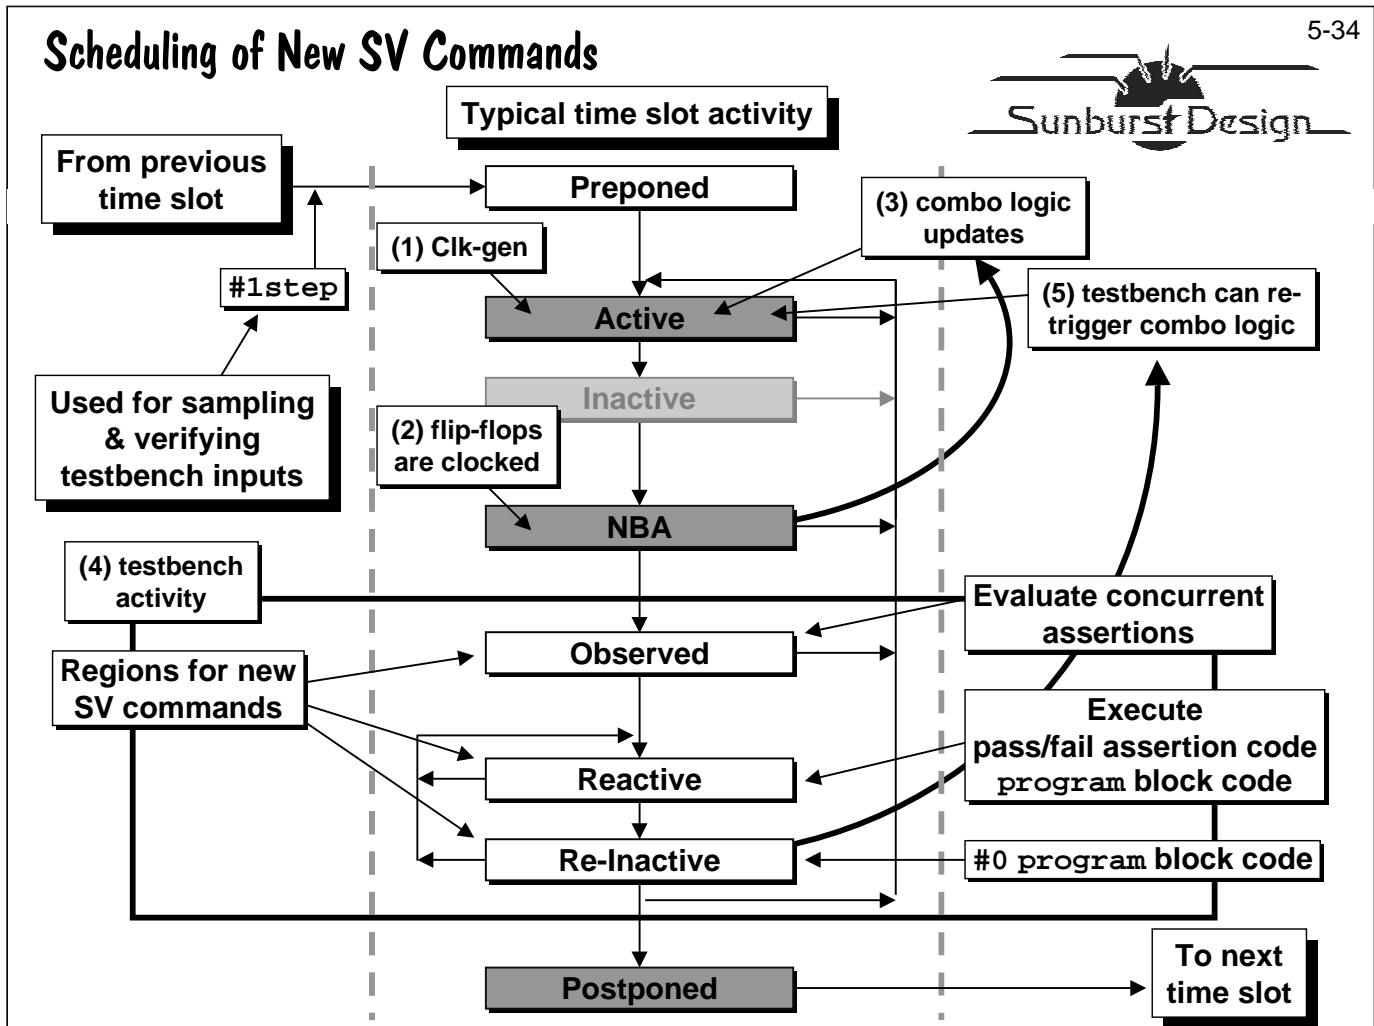 5-34
Scheduling of New SV Commands
Sunburst Design
Typical time slot activity
From previous
time slot
Preponed
(3) combo logic
updates
(1) Clk-gen
#1step
Active
(5) testbench can re-
trigger combo logic
Used for sampling
& verifying
testbench inputs
Inactive
(2) flip-flops
are clocked
NBA
(4) testbench
activity
Evaluate concurrent
assertions
Observed
Regions for new
SV commands
Execute
pass/fail assertion code
program block code
Reactive
Re-Inactive
#0 program block code
To next
time slot
Postponed